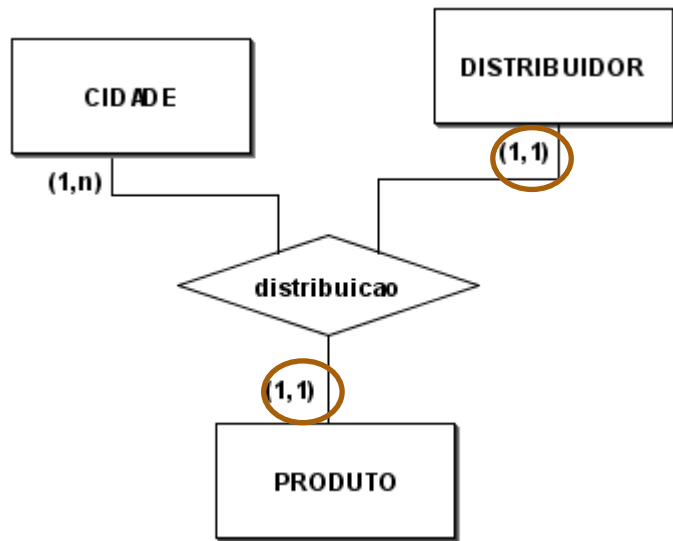 CIDADE
DISTRIBUIDOR
(1,n)
(1,1)
distribuicao
(1,1)
PRODUTO